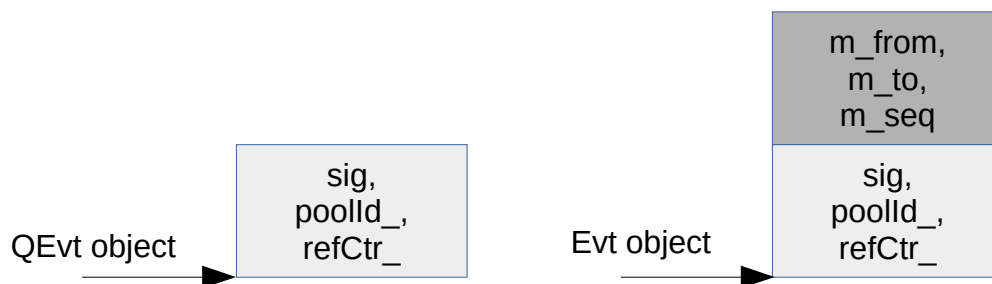 QEvt object
sig,
poolId_,
refCtr_
Evt object
m_from,
m_to,
m_seq
sig,
poolId_,
refCtr_